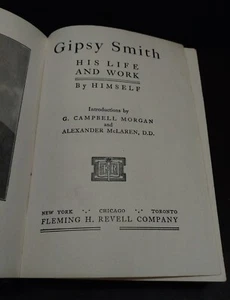 Gipsy Smith
HIS LIFE
AND WORK
By HIMSELF
Introductions by
G. CAMPBELL MORGAN
and
ALEXANDER McLAREN, D.D.
NEW YORK CHICAGO TORONTO
FLEMING H. REVELL COMPANY